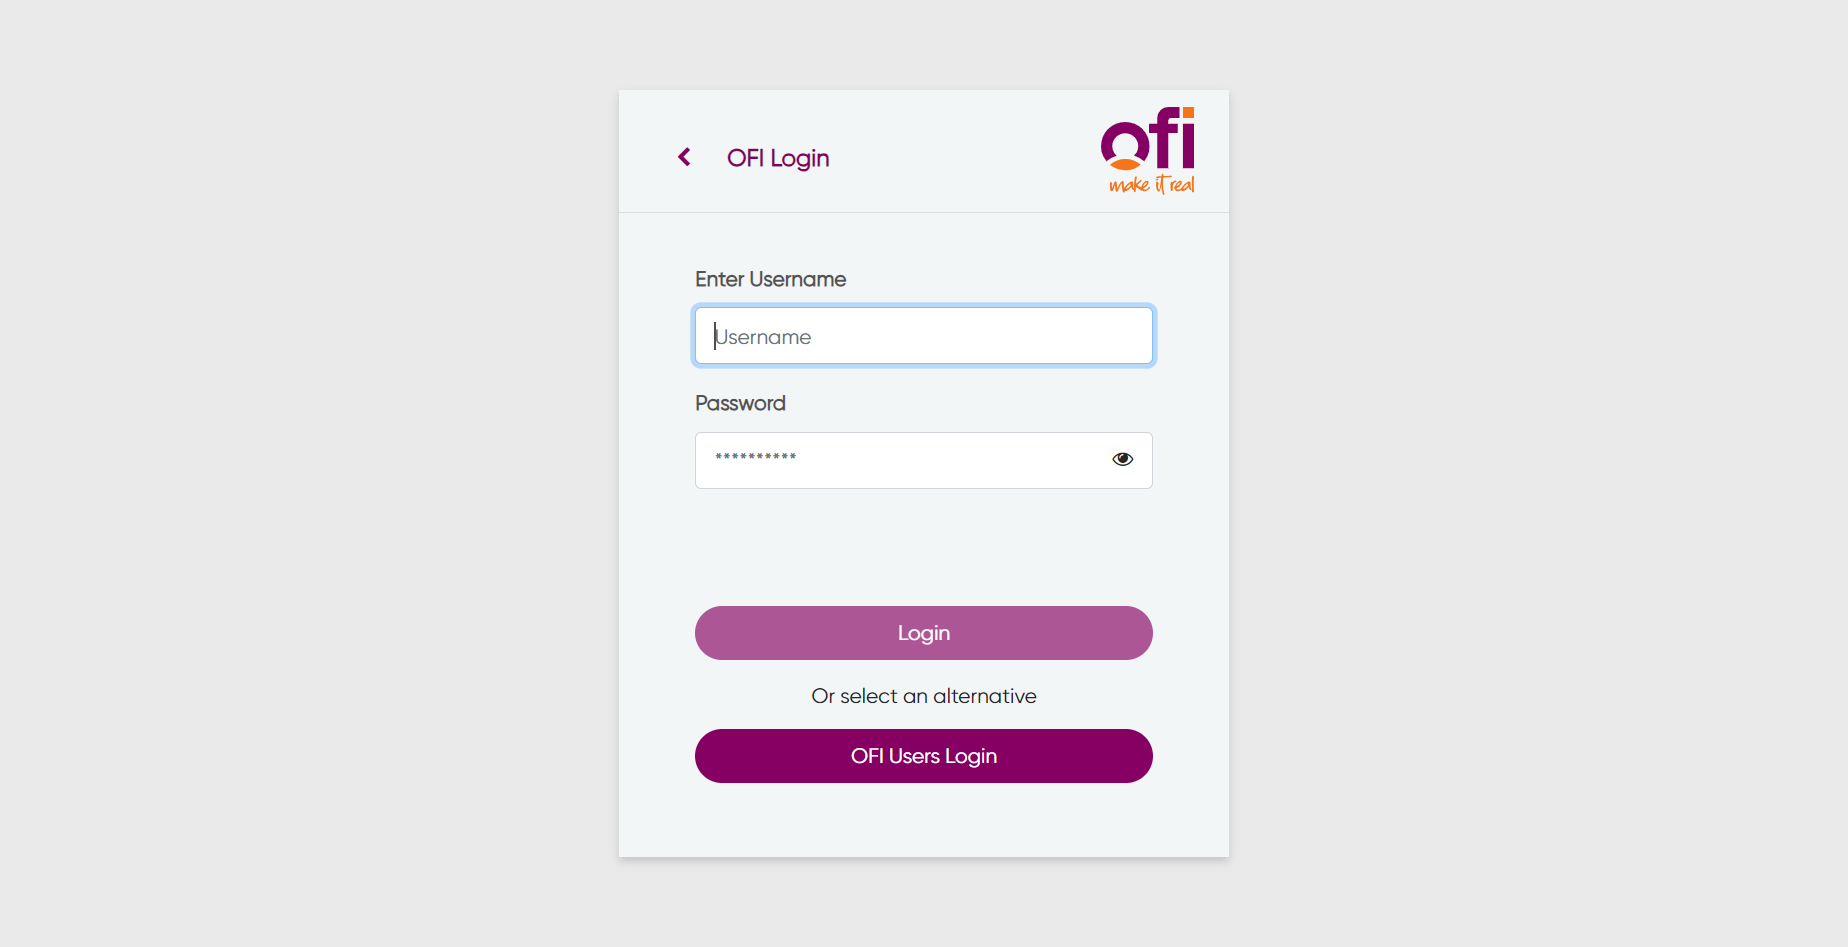 OFI Login
ofi
make it real
Enter Username
Username
Password
**********
Login
Or select an alternative
OFI Users Login